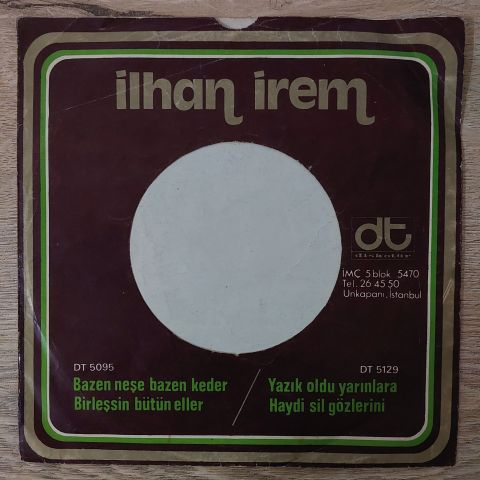 ilhan irem
dt
İMÇ 5 blok 5470
Tel. 26 45 50
Unkapanı, İstanbul
DT 5095
Bazen neşe bazen keder
Birleşsin bütün eller
/
DT 5129
Yazık oldu yarınlara
Haydi sil gözlerini